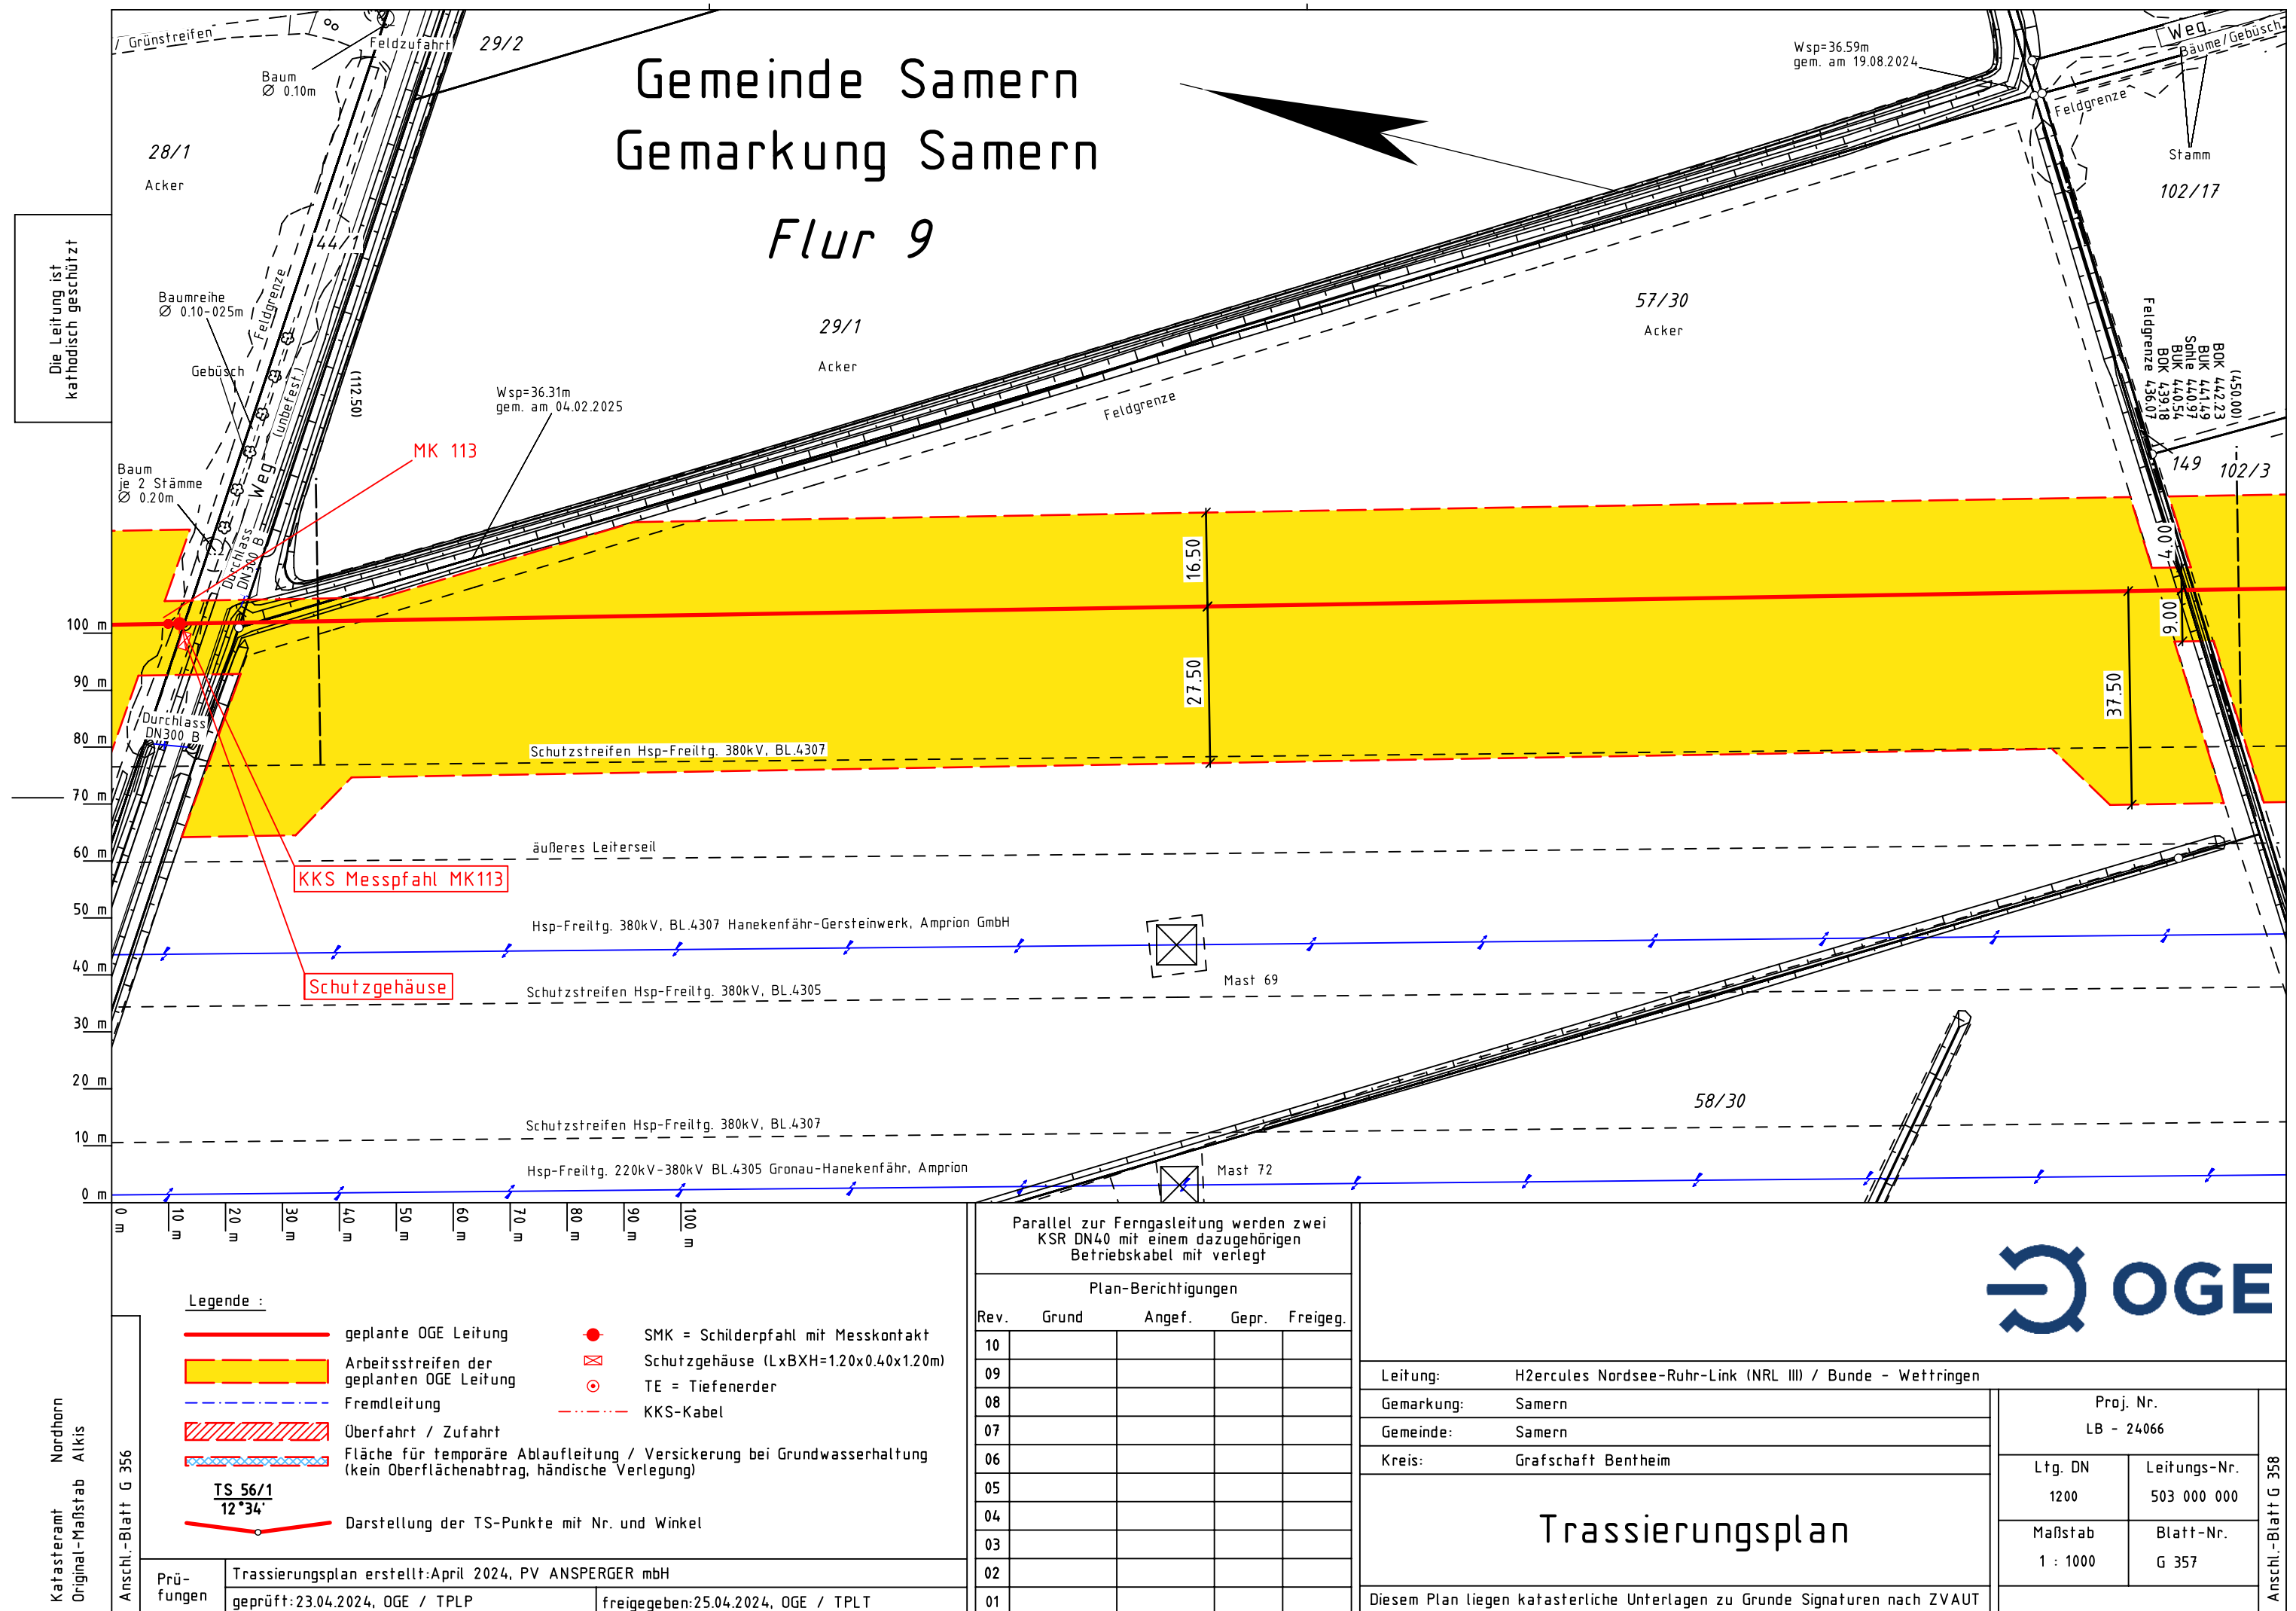 Grünstreifen
Feldzufahrt
29/2
Baum
Ø 0.10m
Gemeinde Samern
Gemarkung Samern
Flur 9
Wsp=36.59m
gem. am 19.08.2024
Weg
Bäume/Gebüsch
Feldgrenze
Stamm
102/17
28/1
Acker
Die Leitung ist
kathodisch geschützt
44/1
Feldgrenze
Baumreihe
Ø 0.10-025m
Gebüsch
(unbefest.)
Weg
(112.50)
29/1
Acker
57/30
Acker
Feldgrenze
Wsp=36.31m
gem. am 04.02.2025
MK 113
Baum
je 2 Stämme
Ø 0.20m
Durchlass
DN300 B
(450.00)
BOK 442.23
BUK 441.49
Sohle 440.97
BUK 440.54
BOK 439.18
Feldgrenze 436.07
149
102/3
16.50
27.50
4.00
9.00
37.50
100 m
90 m
80 m
70 m
60 m
50 m
40 m
30 m
20 m
10 m
0 m
Durchlass
DN300 B
Schutzstreifen Hsp-Freiltg. 380kV, BL.4307
äußeres Leiterseil
KKS Messpfahl MK113
Hsp-Freiltg. 380kV, BL.4307 Hanekenfähr-Gersteinwerk, Amprion GmbH
Mast 69
Schutzgehäuse
Schutzstreifen Hsp-Freiltg. 380kV, BL.4305
58/30
Schutzstreifen Hsp-Freiltg. 380kV, BL.4307
Hsp-Freiltg. 220kV-380kV BL.4305 Gronau-Hanekenfähr, Amprion
Mast 72
0 m
10 m
20 m
30 m
40 m
50 m
60 m
70 m
80 m
90 m
100 m
Legende :
geplante OGE Leitung
Arbeitsstreifen der
geplanten OGE Leitung
Fremdleitung
Überfahrt / Zufahrt
Fläche für temporäre Ablaufleitung / Versickerung bei Grundwasserhaltung
(kein Oberflächenabtrag, händische Verlegung)
TS 56/1
12°34'
Darstellung der TS-Punkte mit Nr. und Winkel
SMK = Schilderpfahl mit Messkontakt
Schutzgehäuse (LxBXH=1.20x0.40x1.20m)
TE = Tiefenerder
KKS-Kabel
Katasteramt Nordhorn
Original-Maßstab Alkis
Anschl.-Blatt G 356
Prü-
fungen
Trassierungsplan erstellt:April 2024, PV ANSPERGER mbH
geprüft:23.04.2024, OGE / TPLP
freigegeben:25.04.2024, OGE / TPLT
Parallel zur Ferngasleitung werden zwei
KSR DN40 mit einem dazugehörigen
Betriebskabel mit verlegt
Plan-Berichtigungen
Rev. Grund Angef. Gepr. Freigeg.
10
09
08
07
06
05
04
03
02
01
OGE
Leitung: H2ercules Nordsee-Ruhr-Link (NRL III) / Bunde - Wettringen
Gemarkung: Samern
Gemeinde: Samern
Kreis: Grafschaft Bentheim
Trassierungsplan
Diesem Plan liegen katasterliche Unterlagen zu Grunde Signaturen nach ZVAUT
Proj. Nr.
LB - 24066
Ltg. DN
1200
Leitungs-Nr.
503 000 000
Maßstab
1 : 1000
Blatt-Nr.
G 357
Anschl.-Blatt G 358